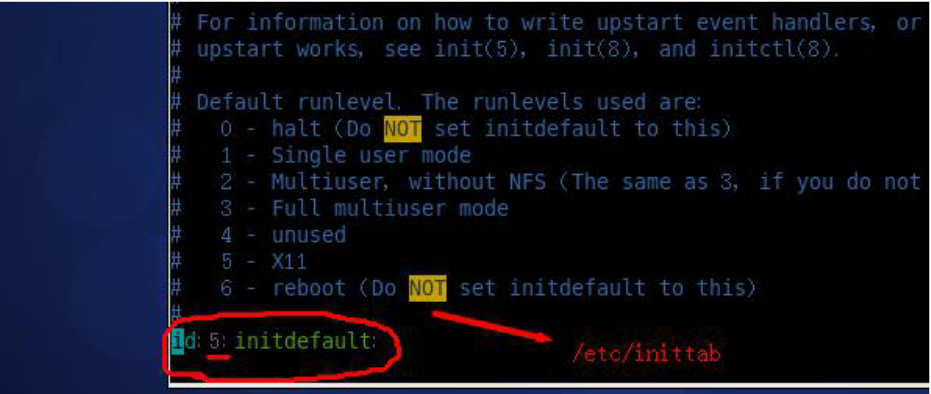 # For information on how to write upstart event handlers, or
# upstart works, see init(5), init(8), and initctl(8).
#
# Default runlevel. The runlevels used are:
#   0 - halt (Do NOT set initdefault to this)
#   1 - Single user mode
#   2 - Multiuser, without NFS (The same as 3, if you do not
#   3 - Full multiuser mode
#   4 - unused
#   5 - X11
#   6 - reboot (Do NOT set initdefault to this)
#
id:5:initdefault:
/etc/inittab